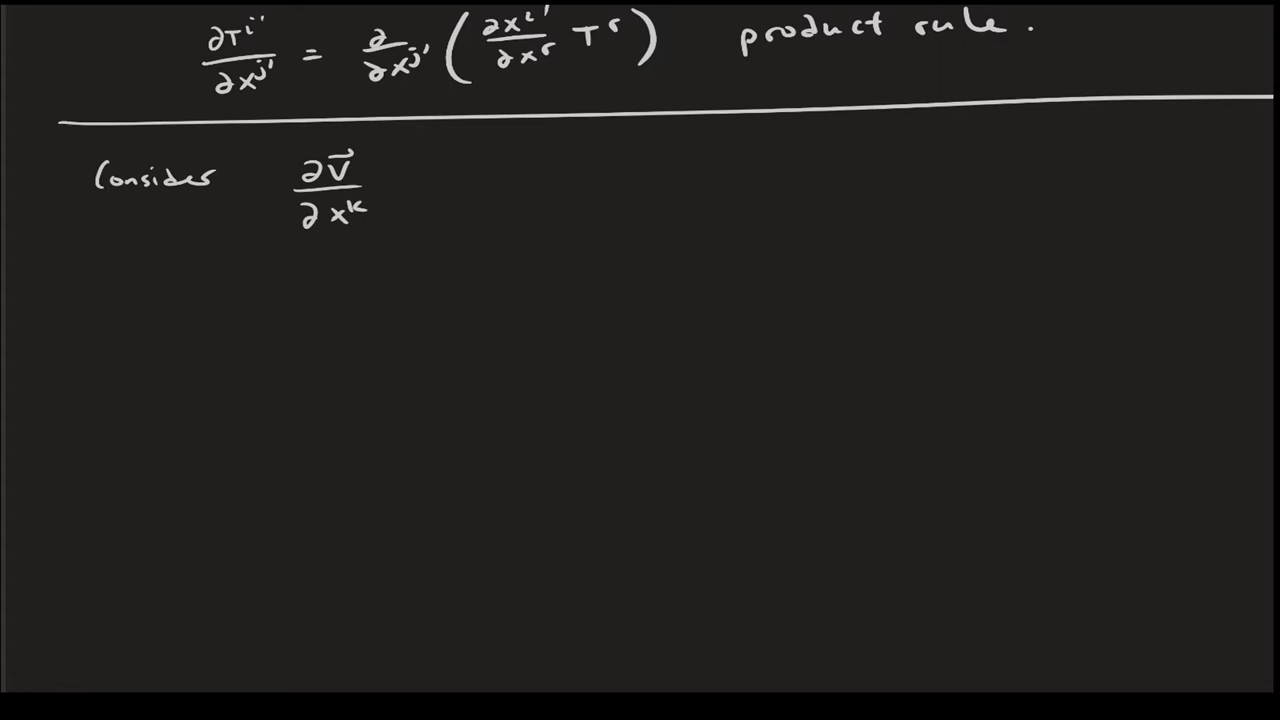 ∂T^i' / ∂x^j' = ∂/∂x^j' ( ∂x^i'/∂x^r T^r ) product rule.
Consider ∂V⃗ / ∂x^k